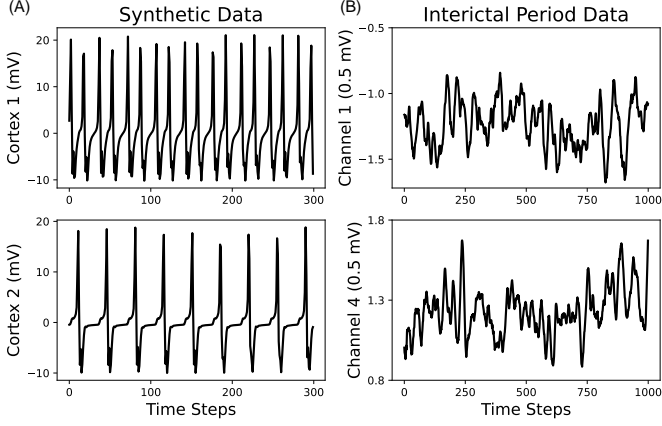 (A) Synthetic Data (B) Interictal Period Data
Cortex 1 (mV)
20
10
0
−10
0 100 200 300
Channel 1 (0.5 mV)
−0.5
−1.0
−1.5
0 250 500 750 1000
Cortex 2 (mV)
20
10
0
−10
0 100 200 300
Time Steps
Channel 4 (0.5 mV)
1.8
1.3
0.8
0 250 500 750 1000
Time Steps